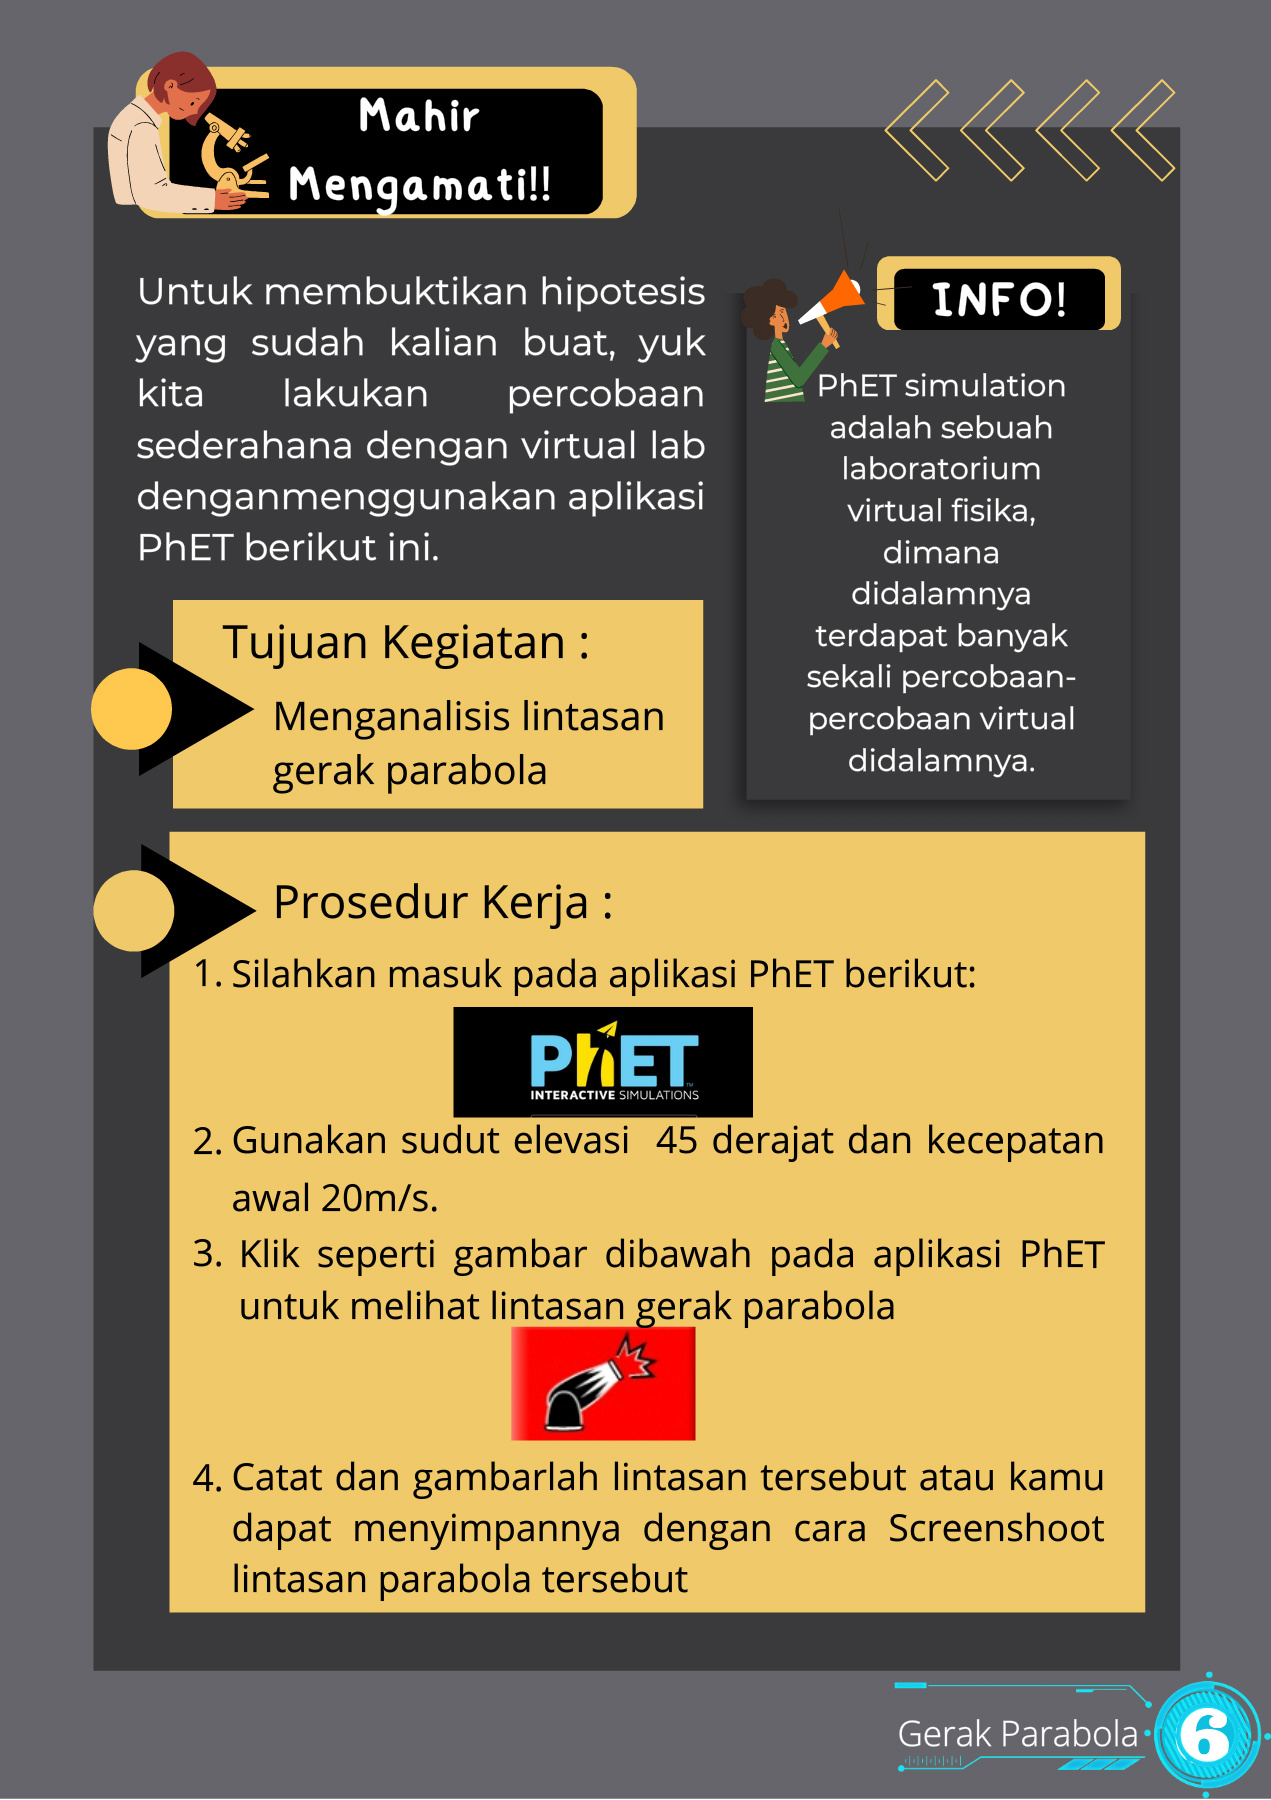 Mahir
Mengamati!!
Untuk membuktikan hipotesis
yang sudah kalian buat, yuk
kita lakukan percobaan
sederahana dengan virtual lab
denganmenggunakan aplikasi
PhET berikut ini.
INFO!
PhET simulation
adalah sebuah
laboratorium
virtual fisika,
dimana
didalamnya
terdapat banyak
sekali percobaan-
percobaan virtual
didalamnya.
Tujuan Kegiatan :
Menganalisis lintasan
gerak parabola
Prosedur Kerja :
1. Silahkan masuk pada aplikasi PhET berikut:
PhET
INTERACTIVE SIMULATIONS
2. Gunakan sudut elevasi 45 derajat dan kecepatan
awal 20m/s.
3. Klik seperti gambar dibawah pada aplikasi PhET
untuk melihat lintasan gerak parabola
4. Catat dan gambarlah lintasan tersebut atau kamu
dapat menyimpannya dengan cara Screenshoot
lintasan parabola tersebut
Gerak Parabola
6